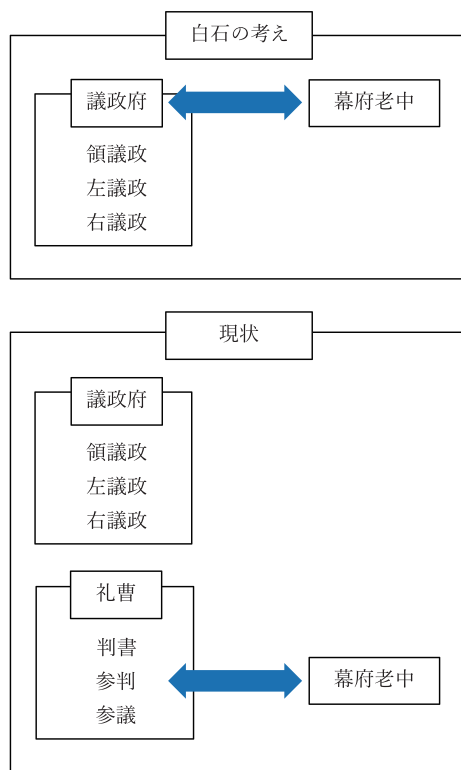 白石の考え
議政府
幕府老中
領議政
左議政
右議政
現状
議政府
領議政
左議政
右議政
礼曹
判書
参判
参議
幕府老中